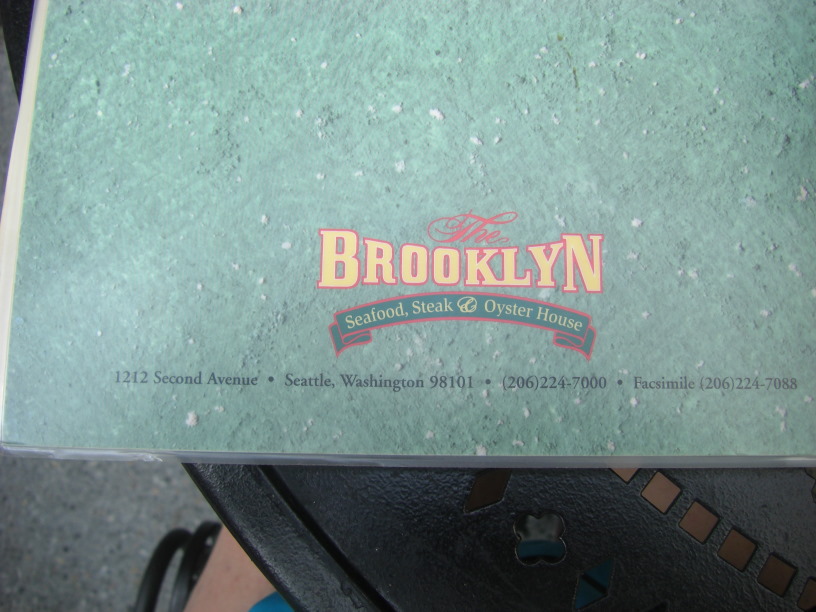 The
BROOKLYN
Seafood, Steak & Oyster House
1212 Second Avenue • Seattle, Washington 98101 • (206)224-7000 • Facsimile (206)224-7088